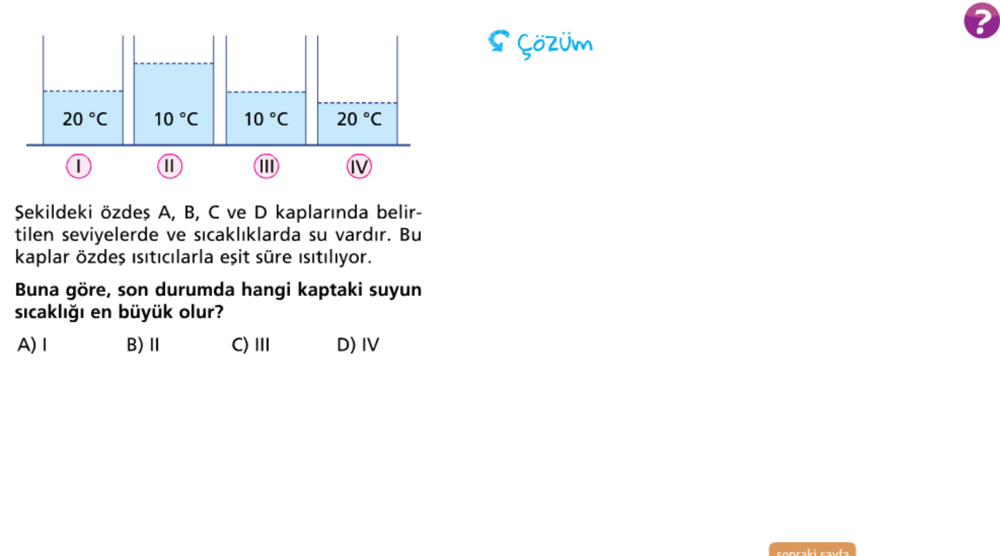 ?
Çözüm
20 °C 10 °C 10 °C 20 °C
I II III IV
Şekildeki özdeş A, B, C ve D kaplarında belir-
tilen seviyelerde ve sıcaklıklarda su vardır. Bu
kaplar özdeş ısıtıcılarla eşit süre ısıtılıyor.
Buna göre, son durumda hangi kaptaki suyun
sıcaklığı en büyük olur?
A) I B) II C) III D) IV
sonraki sayfa